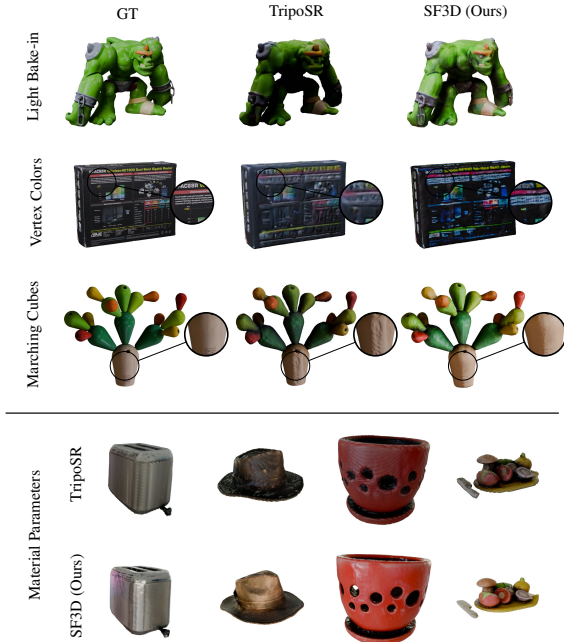 GT TripoSR SF3D (Ours)
Light Bake-in
Vertex Colors
Marching Cubes
Material Parameters
TripoSR
SF3D (Ours)